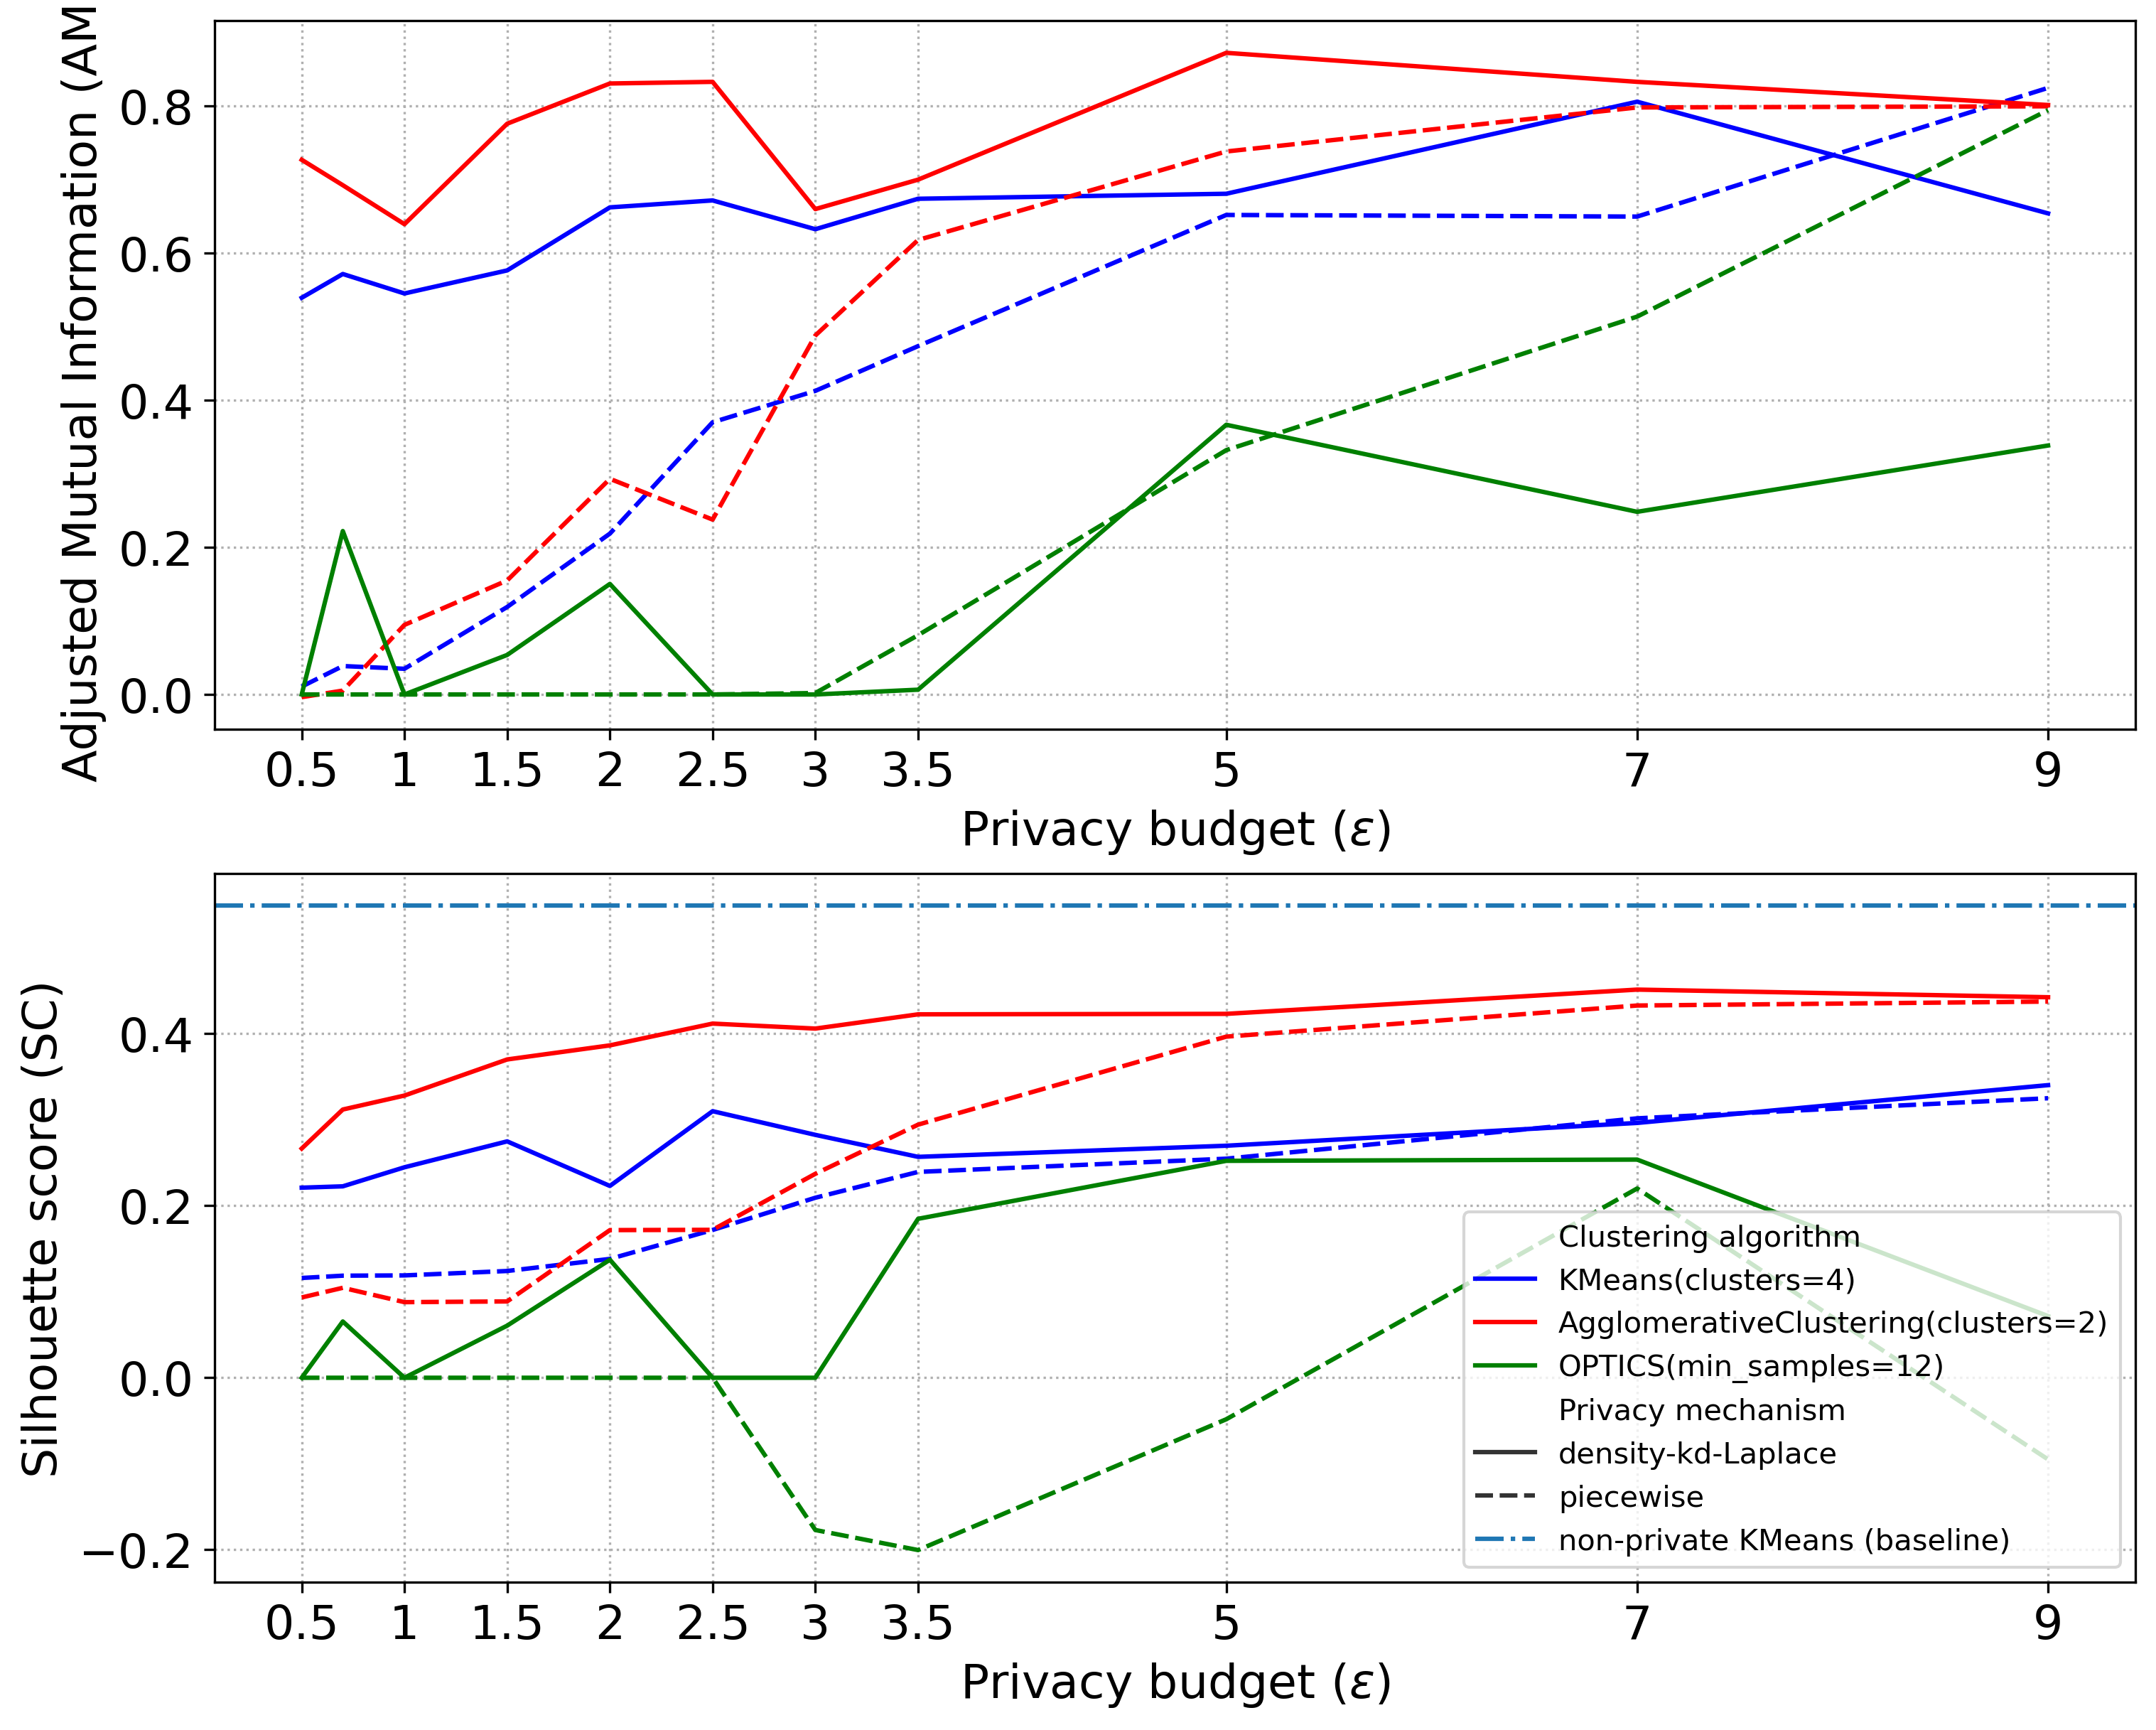 Adjusted Mutual Information (AM
0.8
0.6
0.4
0.2
0.0
0.5 1 1.5 2 2.5 3 3.5 5 7 9
Privacy budget (ε)
Silhouette score (SC)
0.4
0.2
0.0
−0.2
Clustering algorithm
KMeans(clusters=4)
AgglomerativeClustering(clusters=2)
OPTICS(min_samples=12)
Privacy mechanism
density-kd-Laplace
piecewise
non-private KMeans (baseline)
0.5 1 1.5 2 2.5 3 3.5 5 7 9
Privacy budget (ε)